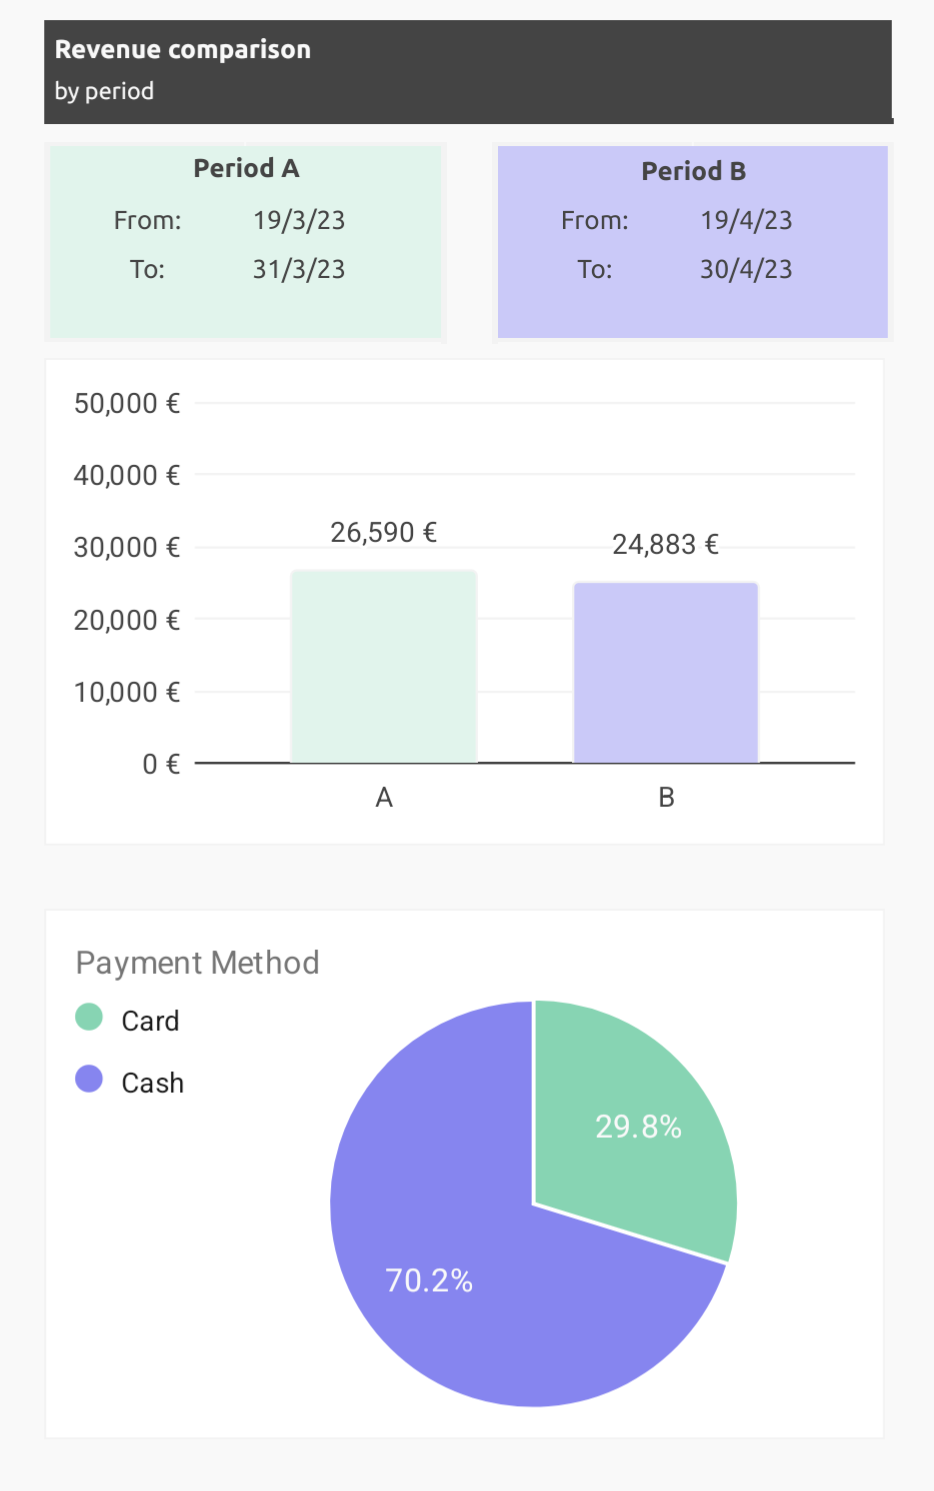 Revenue comparison
by period
Period A
From: 19/3/23
To: 31/3/23
Period B
From: 19/4/23
To: 30/4/23
50,000 €
40,000 €
30,000 €
20,000 €
10,000 €
0 €
26,590 €
24,883 €
A
B
Payment Method
Card
Cash
29.8%
70.2%